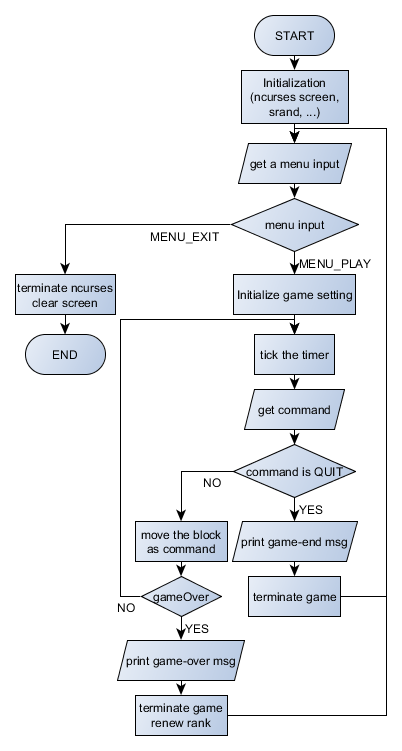 START
Initialization
(ncurses screen,
srand, ...)
get a menu input
menu input
MENU_EXIT
MENU_PLAY
terminate ncurses
clear screen
Initialize game setting
END
tick the timer
get command
command is QUIT
NO
YES
move the block
as command
print game-end msg
gameOver
terminate game
NO
YES
print game-over msg
terminate game
renew rank